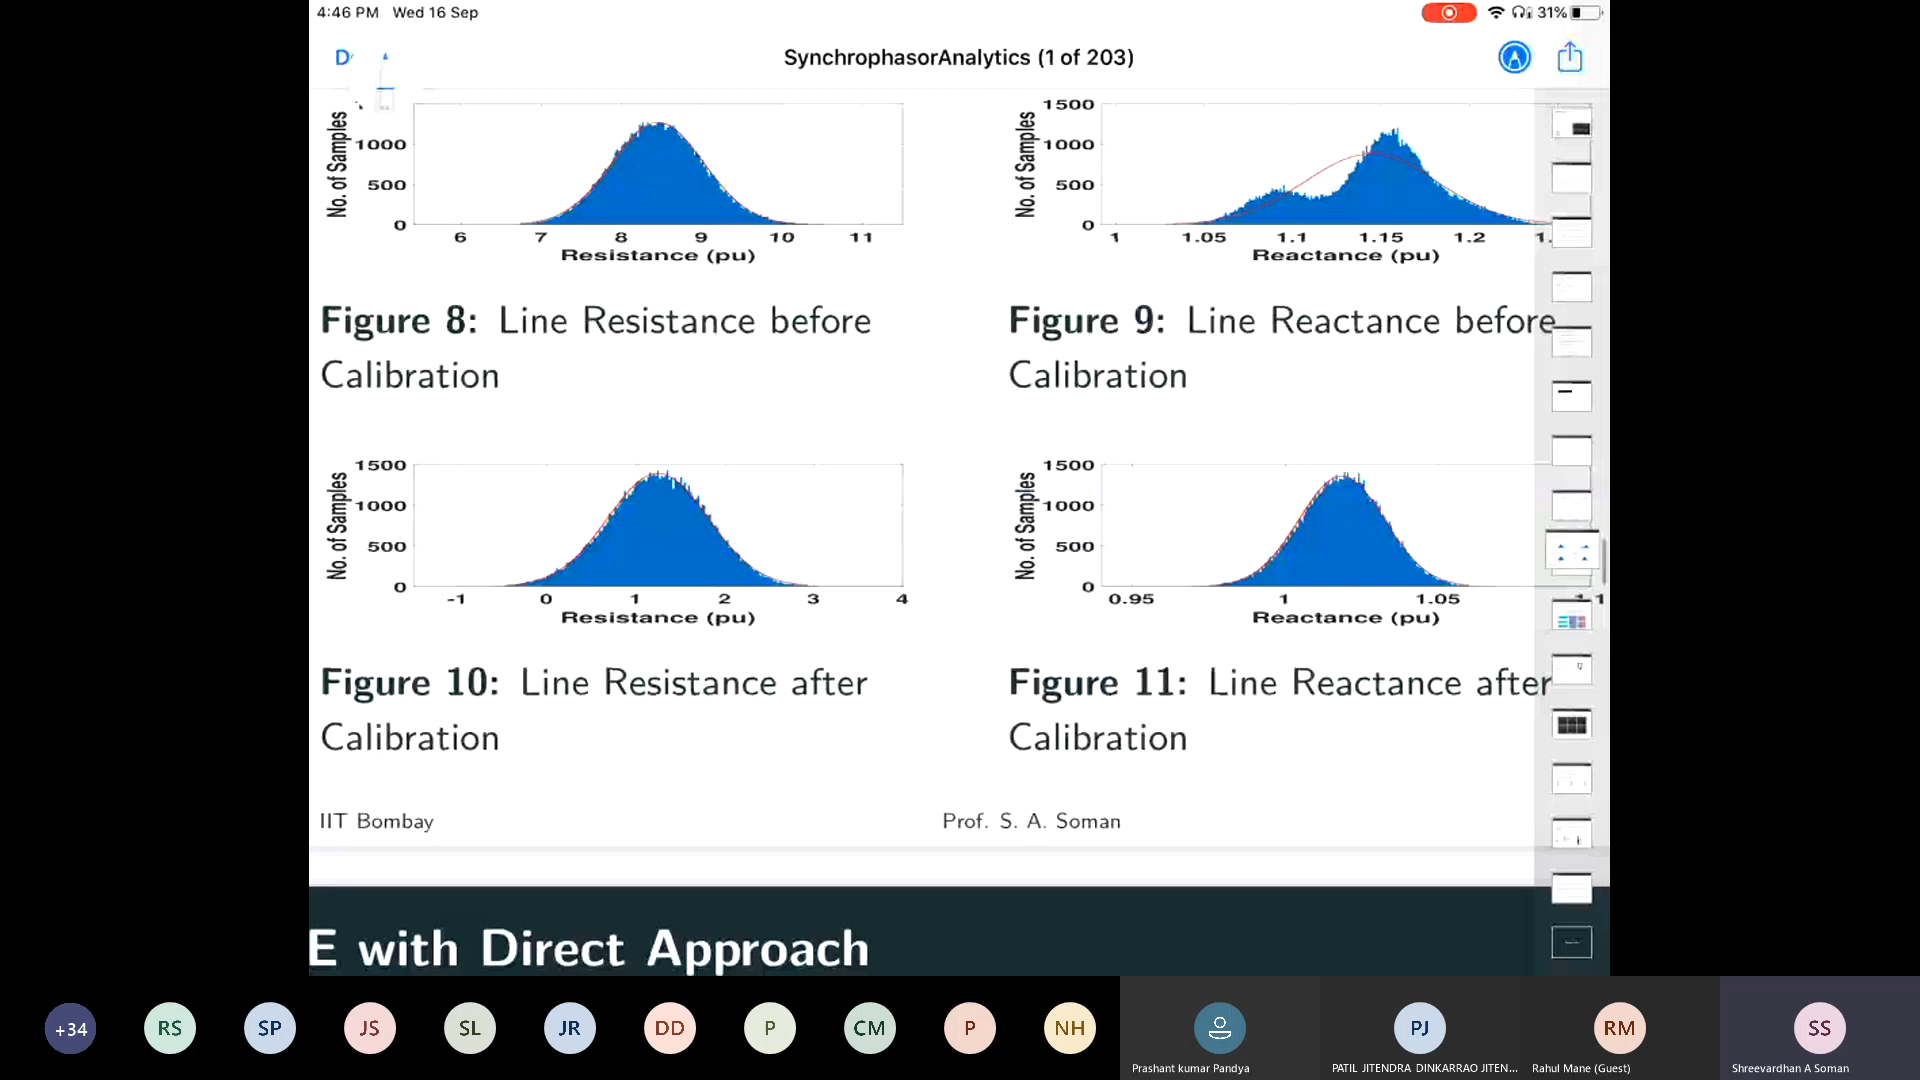 4:46 PM Wed 16 Sep
31%
SynchrophasorAnalytics (1 of 203)
No. of Samples
1500
1000
500
0
6 7 8 9 10 11
Resistance (pu)
Figure 8: Line Resistance before
Calibration
No. of Samples
1500
1000
500
0
1 1.05 1.1 1.15 1.2
Reactance (pu)
Figure 9: Line Reactance before
Calibration
No. of Samples
1500
1000
500
0
-1 0 1 2 3 4
Resistance (pu)
Figure 10: Line Resistance after
Calibration
No. of Samples
1500
1000
500
0
0.95 1 1.05
Reactance (pu)
Figure 11: Line Reactance after
Calibration
IIT Bombay Prof. S. A. Soman
E with Direct Approach
+34 RS SP JS SL JR DD P CM P NH PJ RM SS
Prashant kumar Pandya PATIL JITENDRA DINKARRAO JITEN... Rahul Mane (Guest) Shreevardhan A Soman